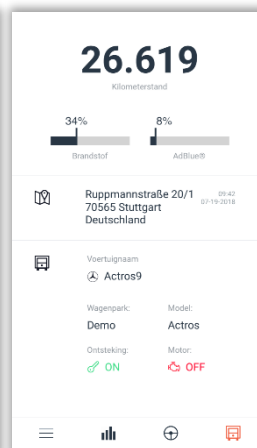 26.619
Kilometerstand
34%
8%
Brandstof
AdBlue®
Ruppmannstraße 20/1
09:42
70565 Stuttgart
07-19-2018
Deutschland
Voertuignaam
Actros9
Wagenpark:
Model:
Demo
Actros
Ontsteking:
Motor:
ON
OFF